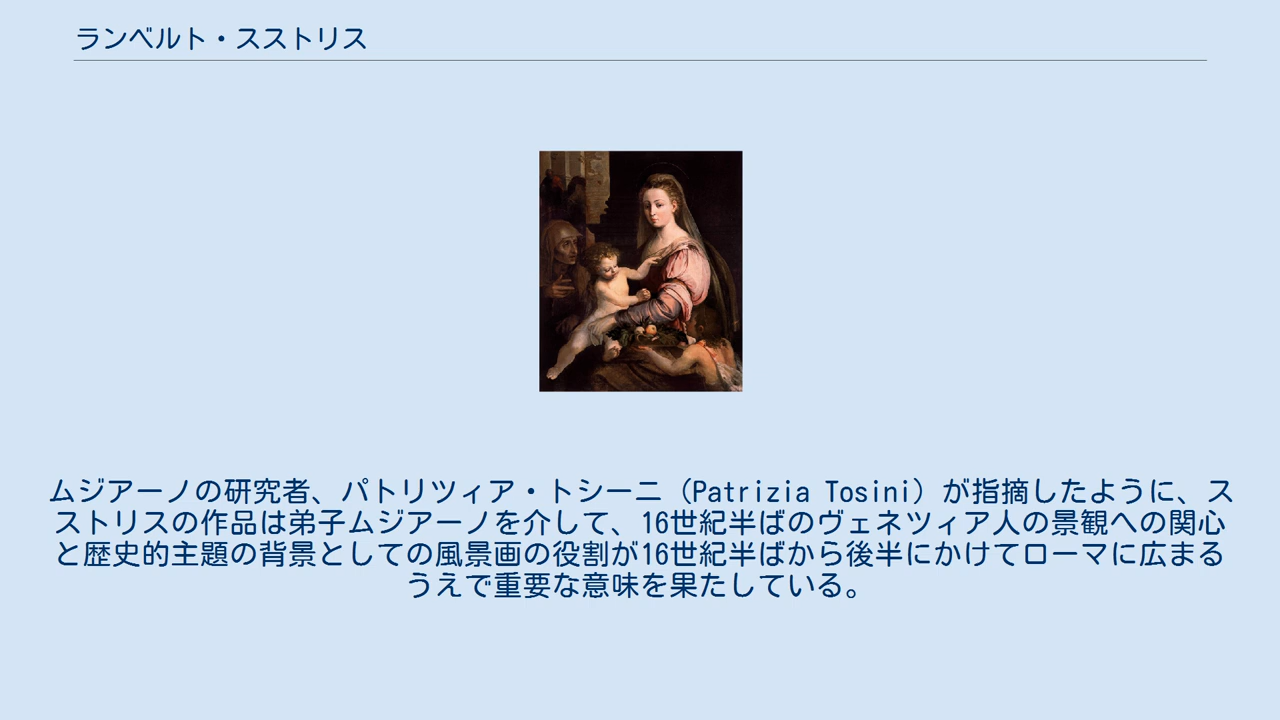 ランベルト・スストリス
ムジアーノの研究者、パトリツィア・トシーニ（Patrizia Tosini）が指摘したように、ス
ストリスの作品は弟子ムジアーノを介して、16世紀半ばのヴェネツィア人の景観への関心
と歴史的主題の背景としての風景画の役割が16世紀半ばから後半にかけてローマに広まる
うえで重要な意味を果たしている。